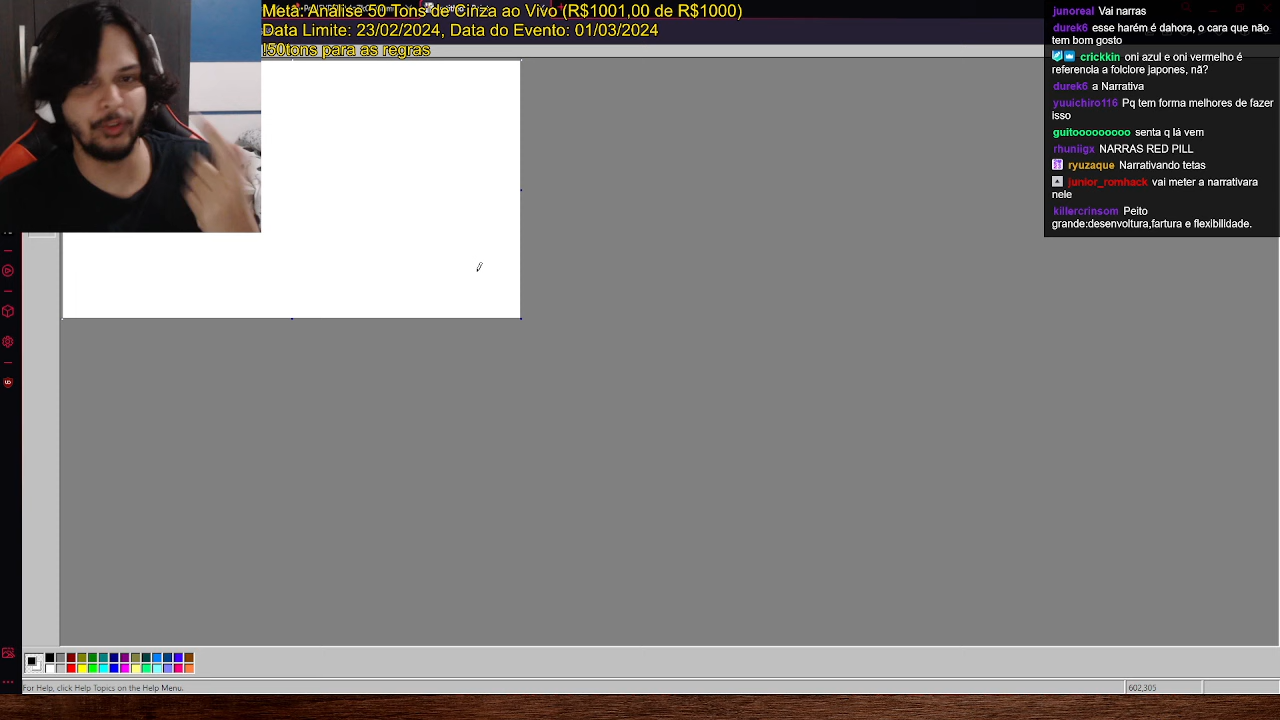 Meta: Análise 50 Tons de Cinza ao Vivo (R$1001,00 de R$1000)
Data Limite: 23/02/2024, Data do Evento: 01/03/2024
!50tons para as regras
junoreal Vai narras
durek6 esse harém é dahora, o cara que não
tem bom gosto
crickkin oni azul e oni vermelho é
referencia a folclore japones, nã?
durek6 a Narrativa
yuuichiro116 Pq tem forma melhores de fazer
isso
guitooooooooo senta q lá vem
rhuniigx NARRAS RED PILL
ryuzaque Narrativando tetas
junior_romhack vai meter a narrativara
nele
killercrinsom Peito
grande:desenvoltura,fartura e flexibilidade.
For Help, click Help Topics on the Help Menu.
602,305